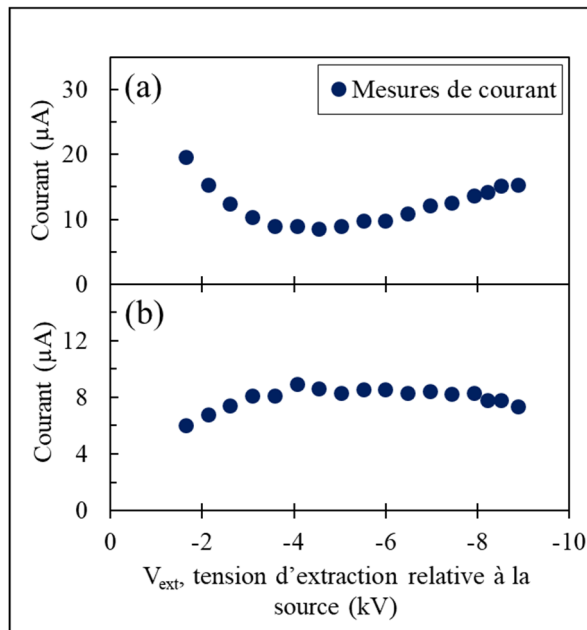 (a)
Mesures de courant
Courant (µA)
30
20
10
0
(b)
Courant (µA)
12
8
4
0
0 -2 -4 -6 -8 -10
V_ext, tension d’extraction relative à la
source (kV)